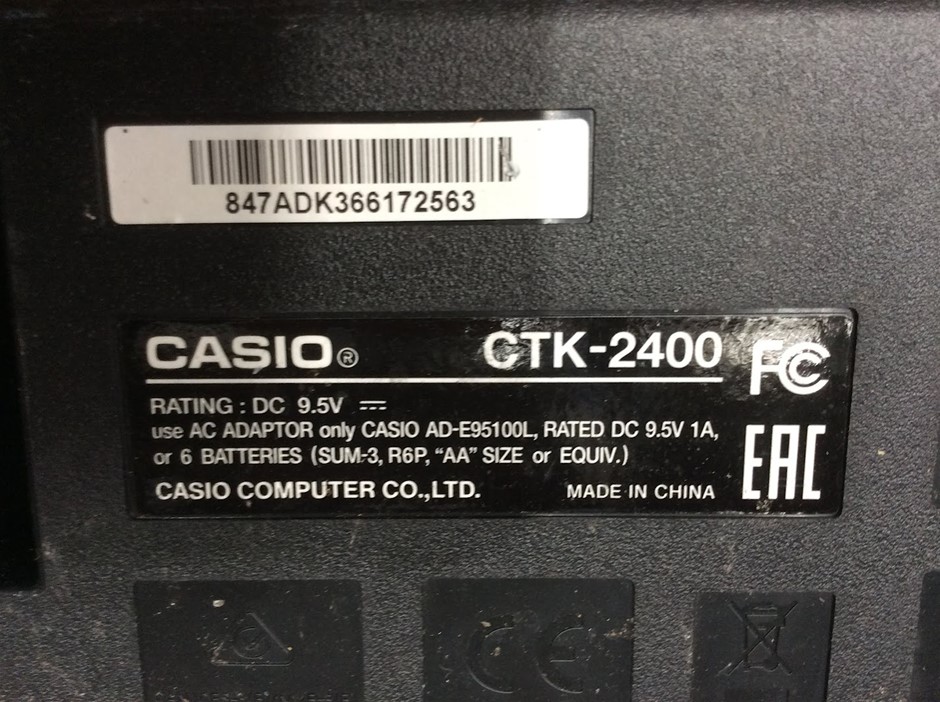 847ADK366172563
CASIO® CTK-2400 FC
RATING : DC 9.5V ⎓
use AC ADAPTOR only CASIO AD-E95100L, RATED DC 9.5V 1A,
or 6 BATTERIES (SUM-3, R6P, “AA” SIZE or EQUIV.)
EAC
CASIO COMPUTER CO.,LTD. MADE IN CHINA
CE